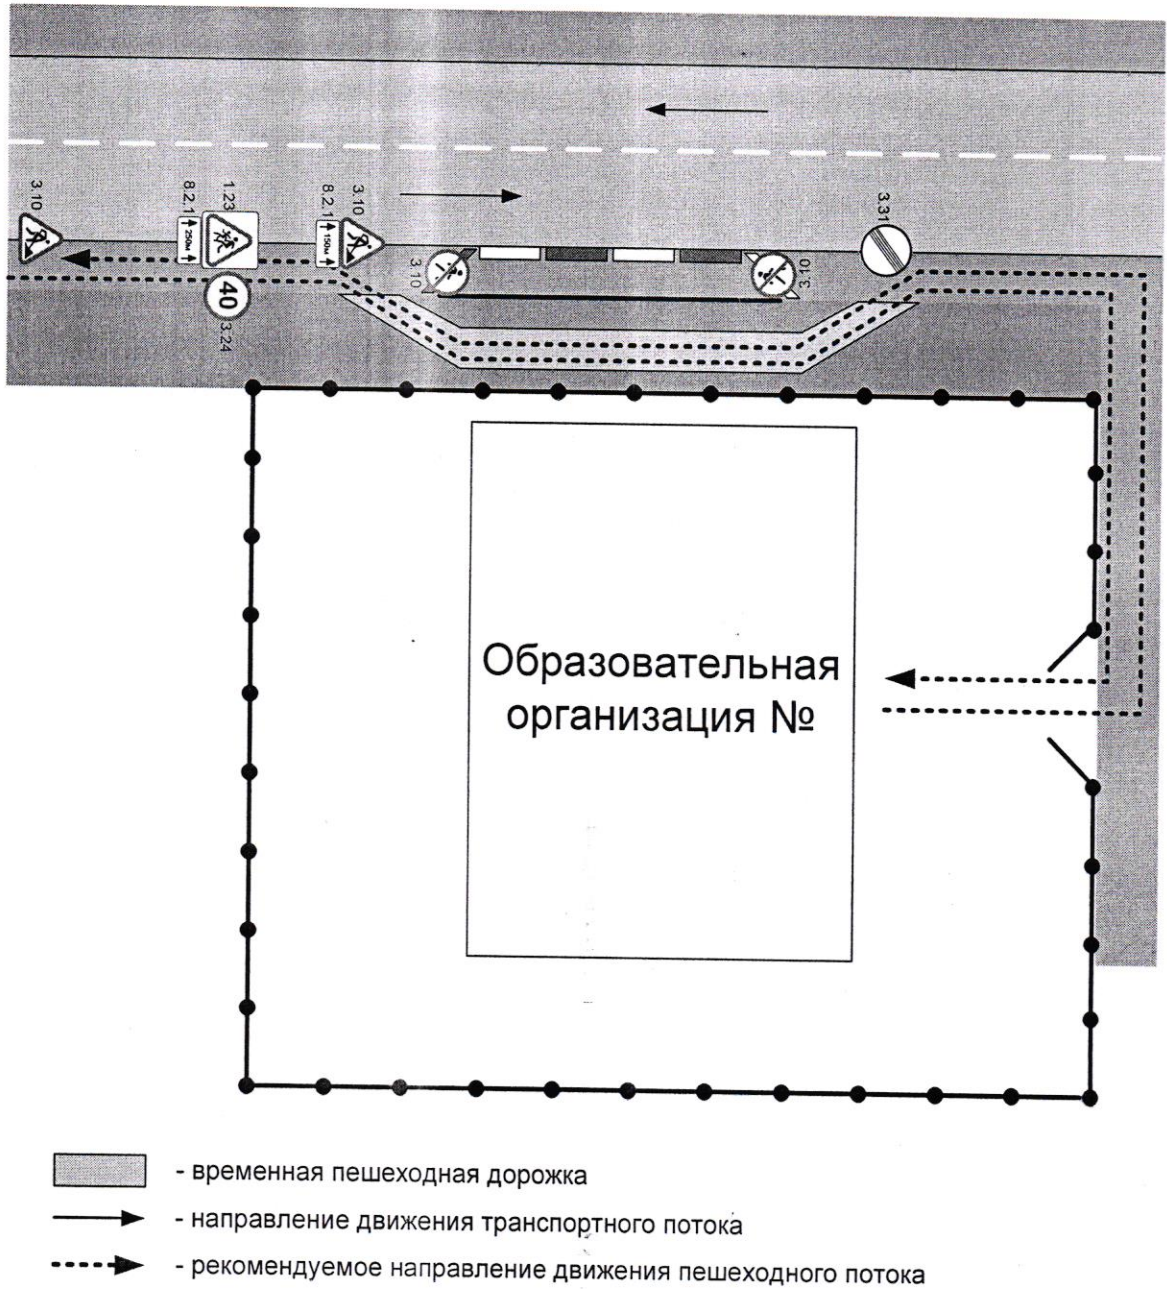 3.10
8.2.1
250м
1.23
40
3.24
8.2.1
150м
3.10
3.10
3.10
3.31
Образовательная
организация №
- временная пешеходная дорожка
- направление движения транспортного потока
- рекомендуемое направление движения пешеходного потока